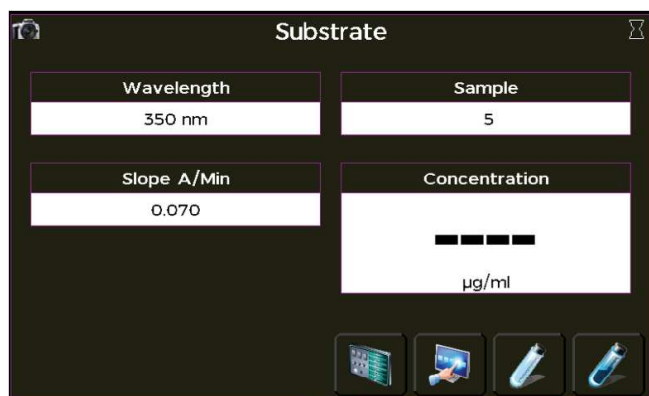 Substrate
Wavelength
350 nm
Sample
5
Slope A/Min
0.070
Concentration
----
µg/ml